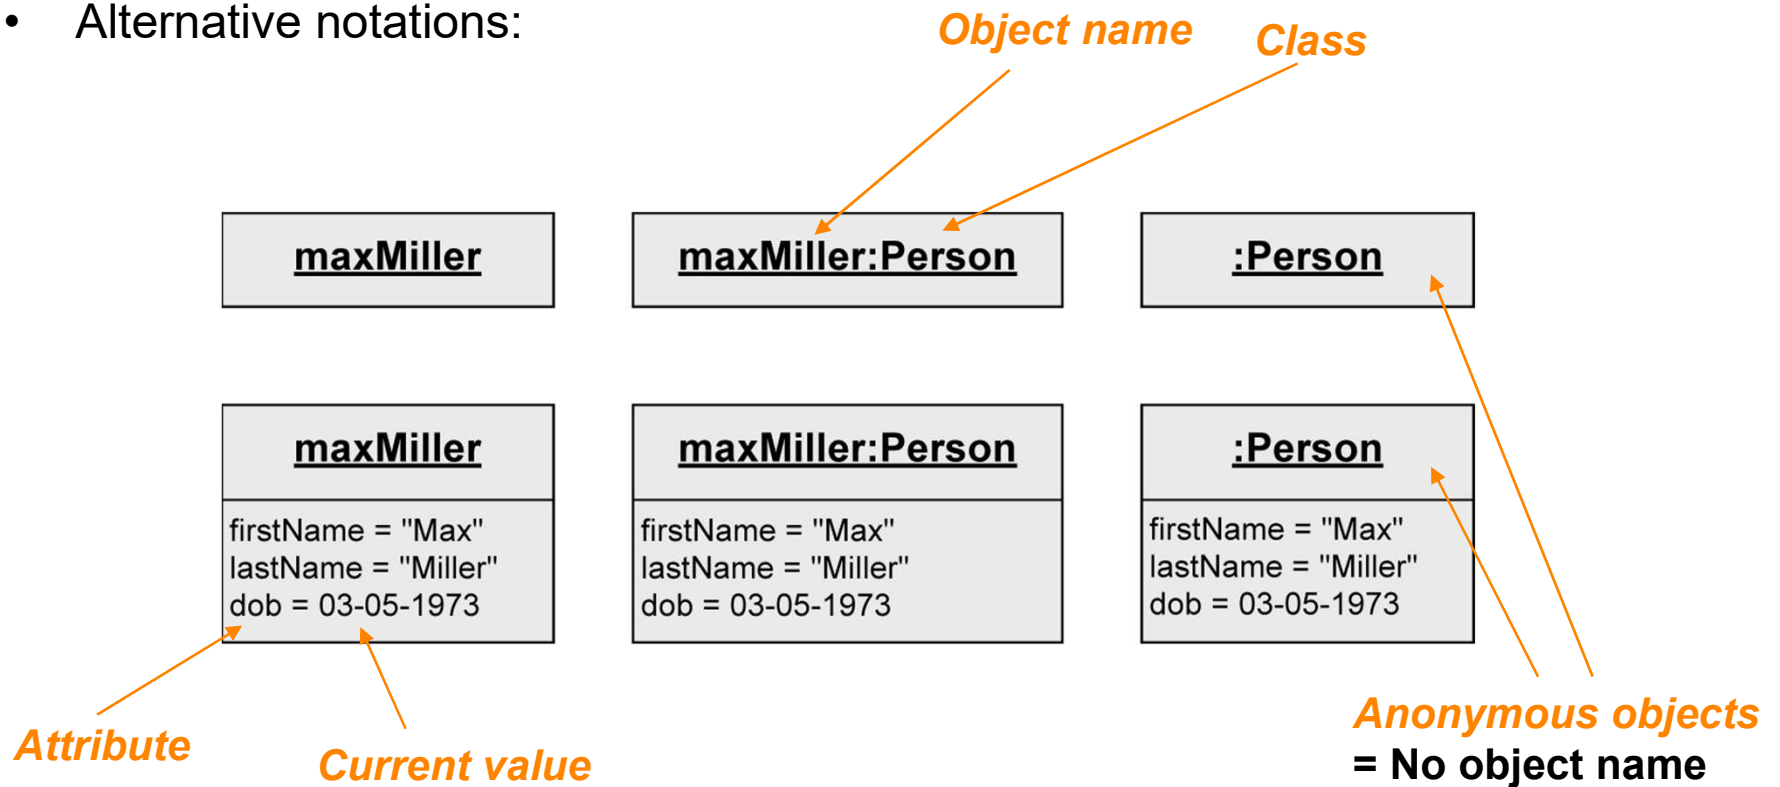 • Alternative notations:
Object name
Class
maxMiller
maxMiller:Person
:Person
maxMiller
firstName = "Max"
lastName = "Miller"
dob = 03-05-1973
maxMiller:Person
firstName = "Max"
lastName = "Miller"
dob = 03-05-1973
:Person
firstName = "Max"
lastName = "Miller"
dob = 03-05-1973
Attribute
Current value
Anonymous objects
= No object name